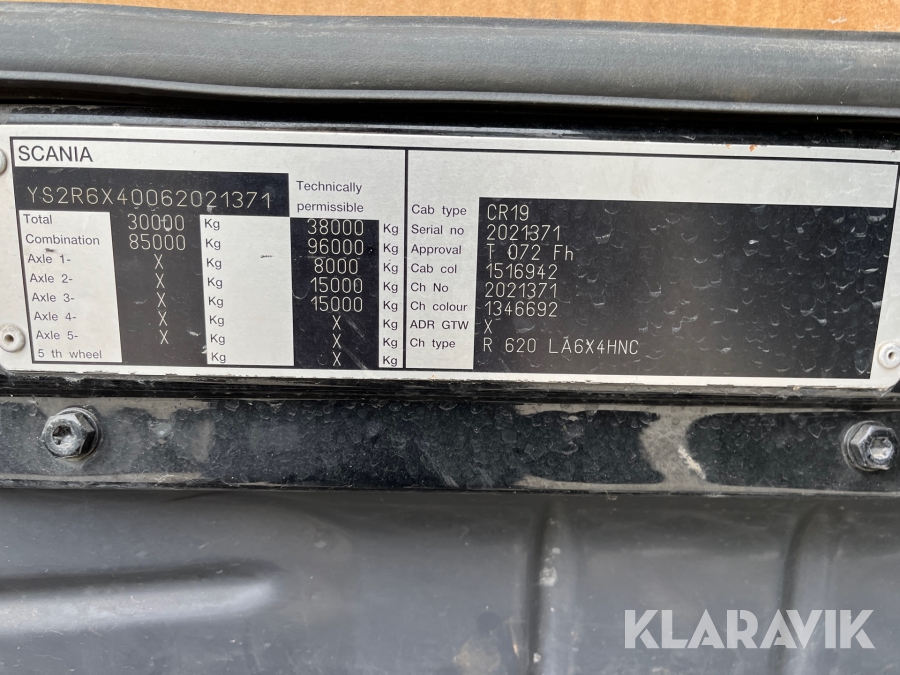 SCANIA
YS2R6X40062021371
Technically
permissible
Total 30000 Kg 38000 Kg
Combination 85000 Kg 96000 Kg
Axle 1- X Kg 8000 Kg
Axle 2- X Kg 15000 Kg
Axle 3- X Kg 15000 Kg
Axle 4- X Kg X Kg
Axle 5- X Kg X Kg
5 th wheel Kg X Kg
Cab type CR19
Serial no 2021371
Approval T 072 Fh
Cab col 1516942
Ch No 2021371
Ch colour 1346692
ADR GTW X
Ch type R 620 LA6X4HNC
KLARAVIK